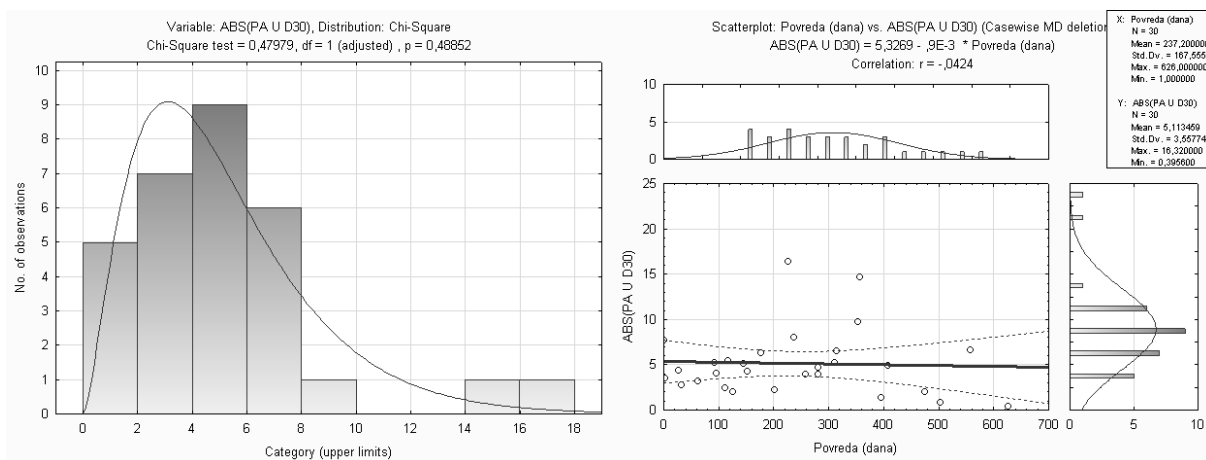 Variable: ABS(PA U D30), Distribution: Chi-Square
Chi-Square test = 0,47979, df = 1 (adjusted) , p = 0,48852
No. of observations
10
9
8
7
6
5
4
3
2
1
0
0 2 4 6 8 10 12 14 16 18
Category (upper limits)
Scatterplot: Povreda (dana) vs. ABS(PA U D30) (Casewise MD deletion
ABS(PA U D30) = 5,3269 - ,9E-3 * Povreda (dana)
Correlation: r = -,0424
X: Povreda (dana)
N = 30
Mean = 237,200000
Std.Dv. = 167,555
Max. = 626,000000
Min. = 1,000000
Y: ABS(PA U D30)
N = 30
Mean = 5,113459
Std.Dv. = 3,55774
Max. = 16,320000
Min. = 0,395600
10
5
0
ABS(PA U D30)
25
20
15
10
5
0
0 100 200 300 400 500 600 700
Povreda (dana)
0 5 10